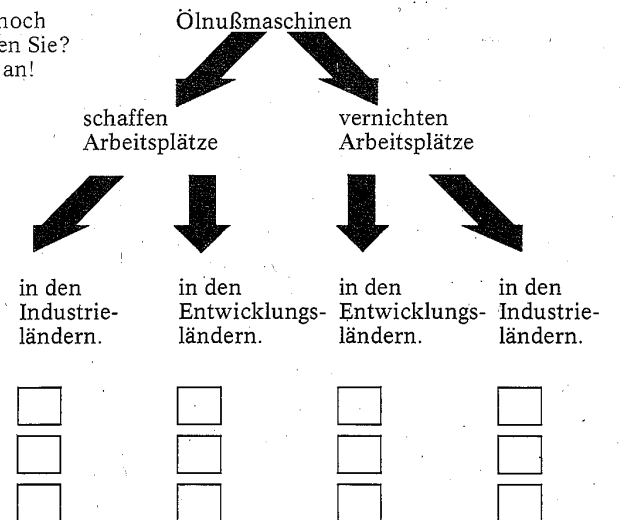 noch
en Sie?
an!
Ölnußmaschinen
schaffen
Arbeitsplätze
vernichten
Arbeitsplätze
in den
Industrie-
ländern.
in den
Entwicklungs-
ländern.
in den
Entwicklungs-
ländern.
in den
Industrie-
ländern.